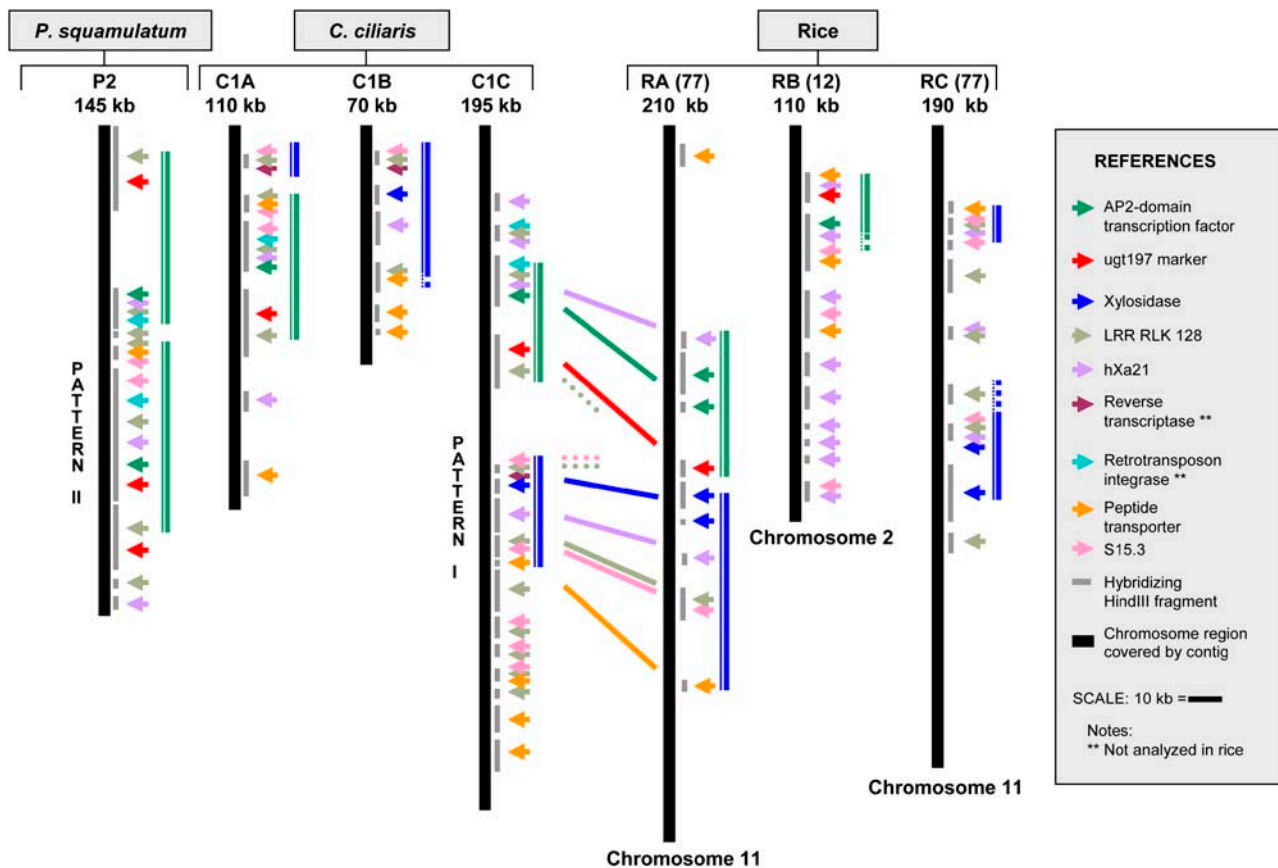 P. squamulatum
C. ciliaris
Rice
P2
C1A
C1B
C1C
RA (77)
RB (12)
RC (77)
145 kb
110 kb
70 kb
195 kb
210 kb
110 kb
190 kb
PATTERN II
PATTERN I
Chromosome 2
Chromosome 11
Chromosome 11
REFERENCES
AP2-domain
transcription factor
ugt197 marker
Xylosidase
LRR RLK 128
hXa21
Reverse
transcriptase **
Retrotransposon
integrase **
Peptide
transporter
S15.3
Hybridizing
HindIII fragment
Chromosome region
covered by contig
SCALE: 10 kb =
Notes:
** Not analyzed in rice